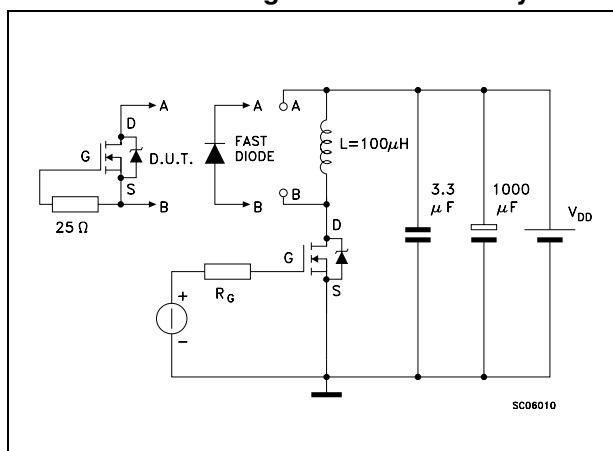 A
A
A
D
G
D.U.T.
FAST
DIODE
L=100µH
S
B
B
B
25 Ω
3.3
µF
1000
µF
VDD
D
G
S
RG
+
-
SC06010